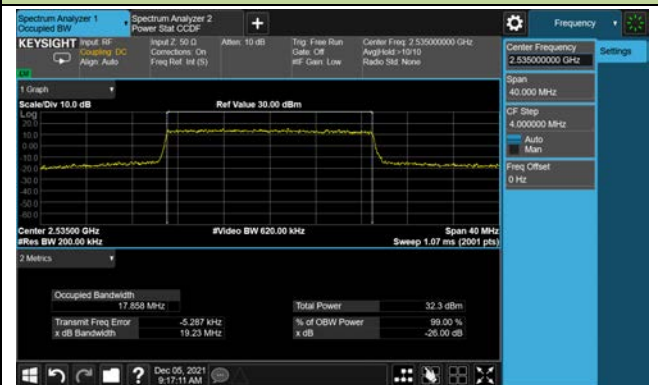 Spectrum Analyzer 1
Occupied BW
Spectrum Analyzer 2
Power Stat CCDF
Frequency
KEYSIGHT
Input: RF
Coupling: DC
Align: Auto
Input Z: 50 Ω
Corrections: On
Freq Ref: Int (S)
Atten: 10 dB
Trig: Free Run
Gate: Off
#IF Gain: Low
Center Freq: 2.535000000 GHz
Avg|Hold:>10/10
Radio Std: None
Center Frequency
2.535000000 GHz
Settings
Span
40.000 MHz
CF Step
4.000000 MHz
Auto
Man
Freq Offset
0 Hz
1 Graph
Scale/Div 10.0 dB
Ref Value 30.00 dBm
Log
20.0
10.0
0.00
-10.0
-20.0
-30.0
-40.0
-50.0
-60.0
Center 2.53500 GHz
#Video BW 620.00 kHz
Span 40 MHz
#Res BW 200.00 kHz
Sweep 1.07 ms (2001 pts)
2 Metrics
Occupied Bandwidth
17.858 MHz
Total Power
32.3 dBm
Transmit Freq Error
-5.287 kHz
% of OBW Power
99.00 %
x dB Bandwidth
19.23 MHz
x dB
-26.00 dB
Dec 05, 2021
9:17:11 AM